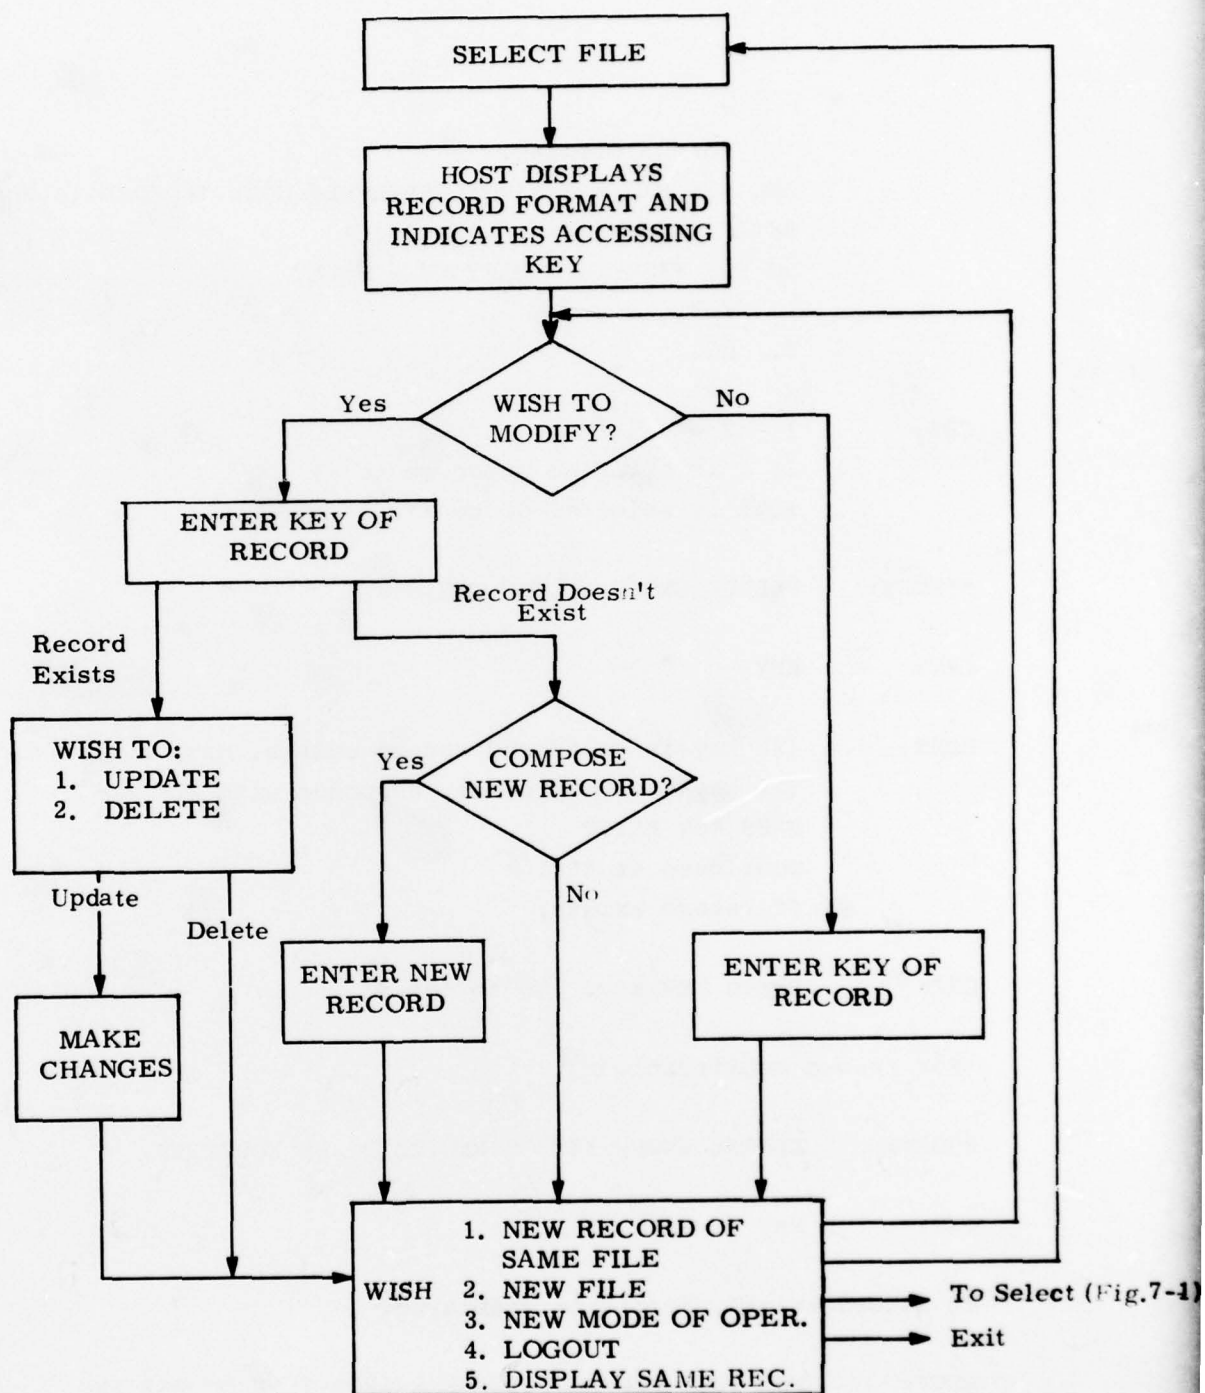 SELECT FILE
HOST DISPLAYS
RECORD FORMAT AND
INDICATES ACCESSING
KEY
WISH TO
MODIFY?
Yes
No
ENTER KEY OF
RECORD
Record Doesn't
Exist
Record
Exists
WISH TO:
1. UPDATE
2. DELETE
COMPOSE
NEW RECORD?
Yes
No
Update
Delete
ENTER NEW
RECORD
ENTER KEY OF
RECORD
MAKE
CHANGES
WISH
1. NEW RECORD OF
SAME FILE
2. NEW FILE
3. NEW MODE OF OPER.
4. LOGOUT
5. DISPLAY SAME REC.
To Select (Fig.7-1)
Exit